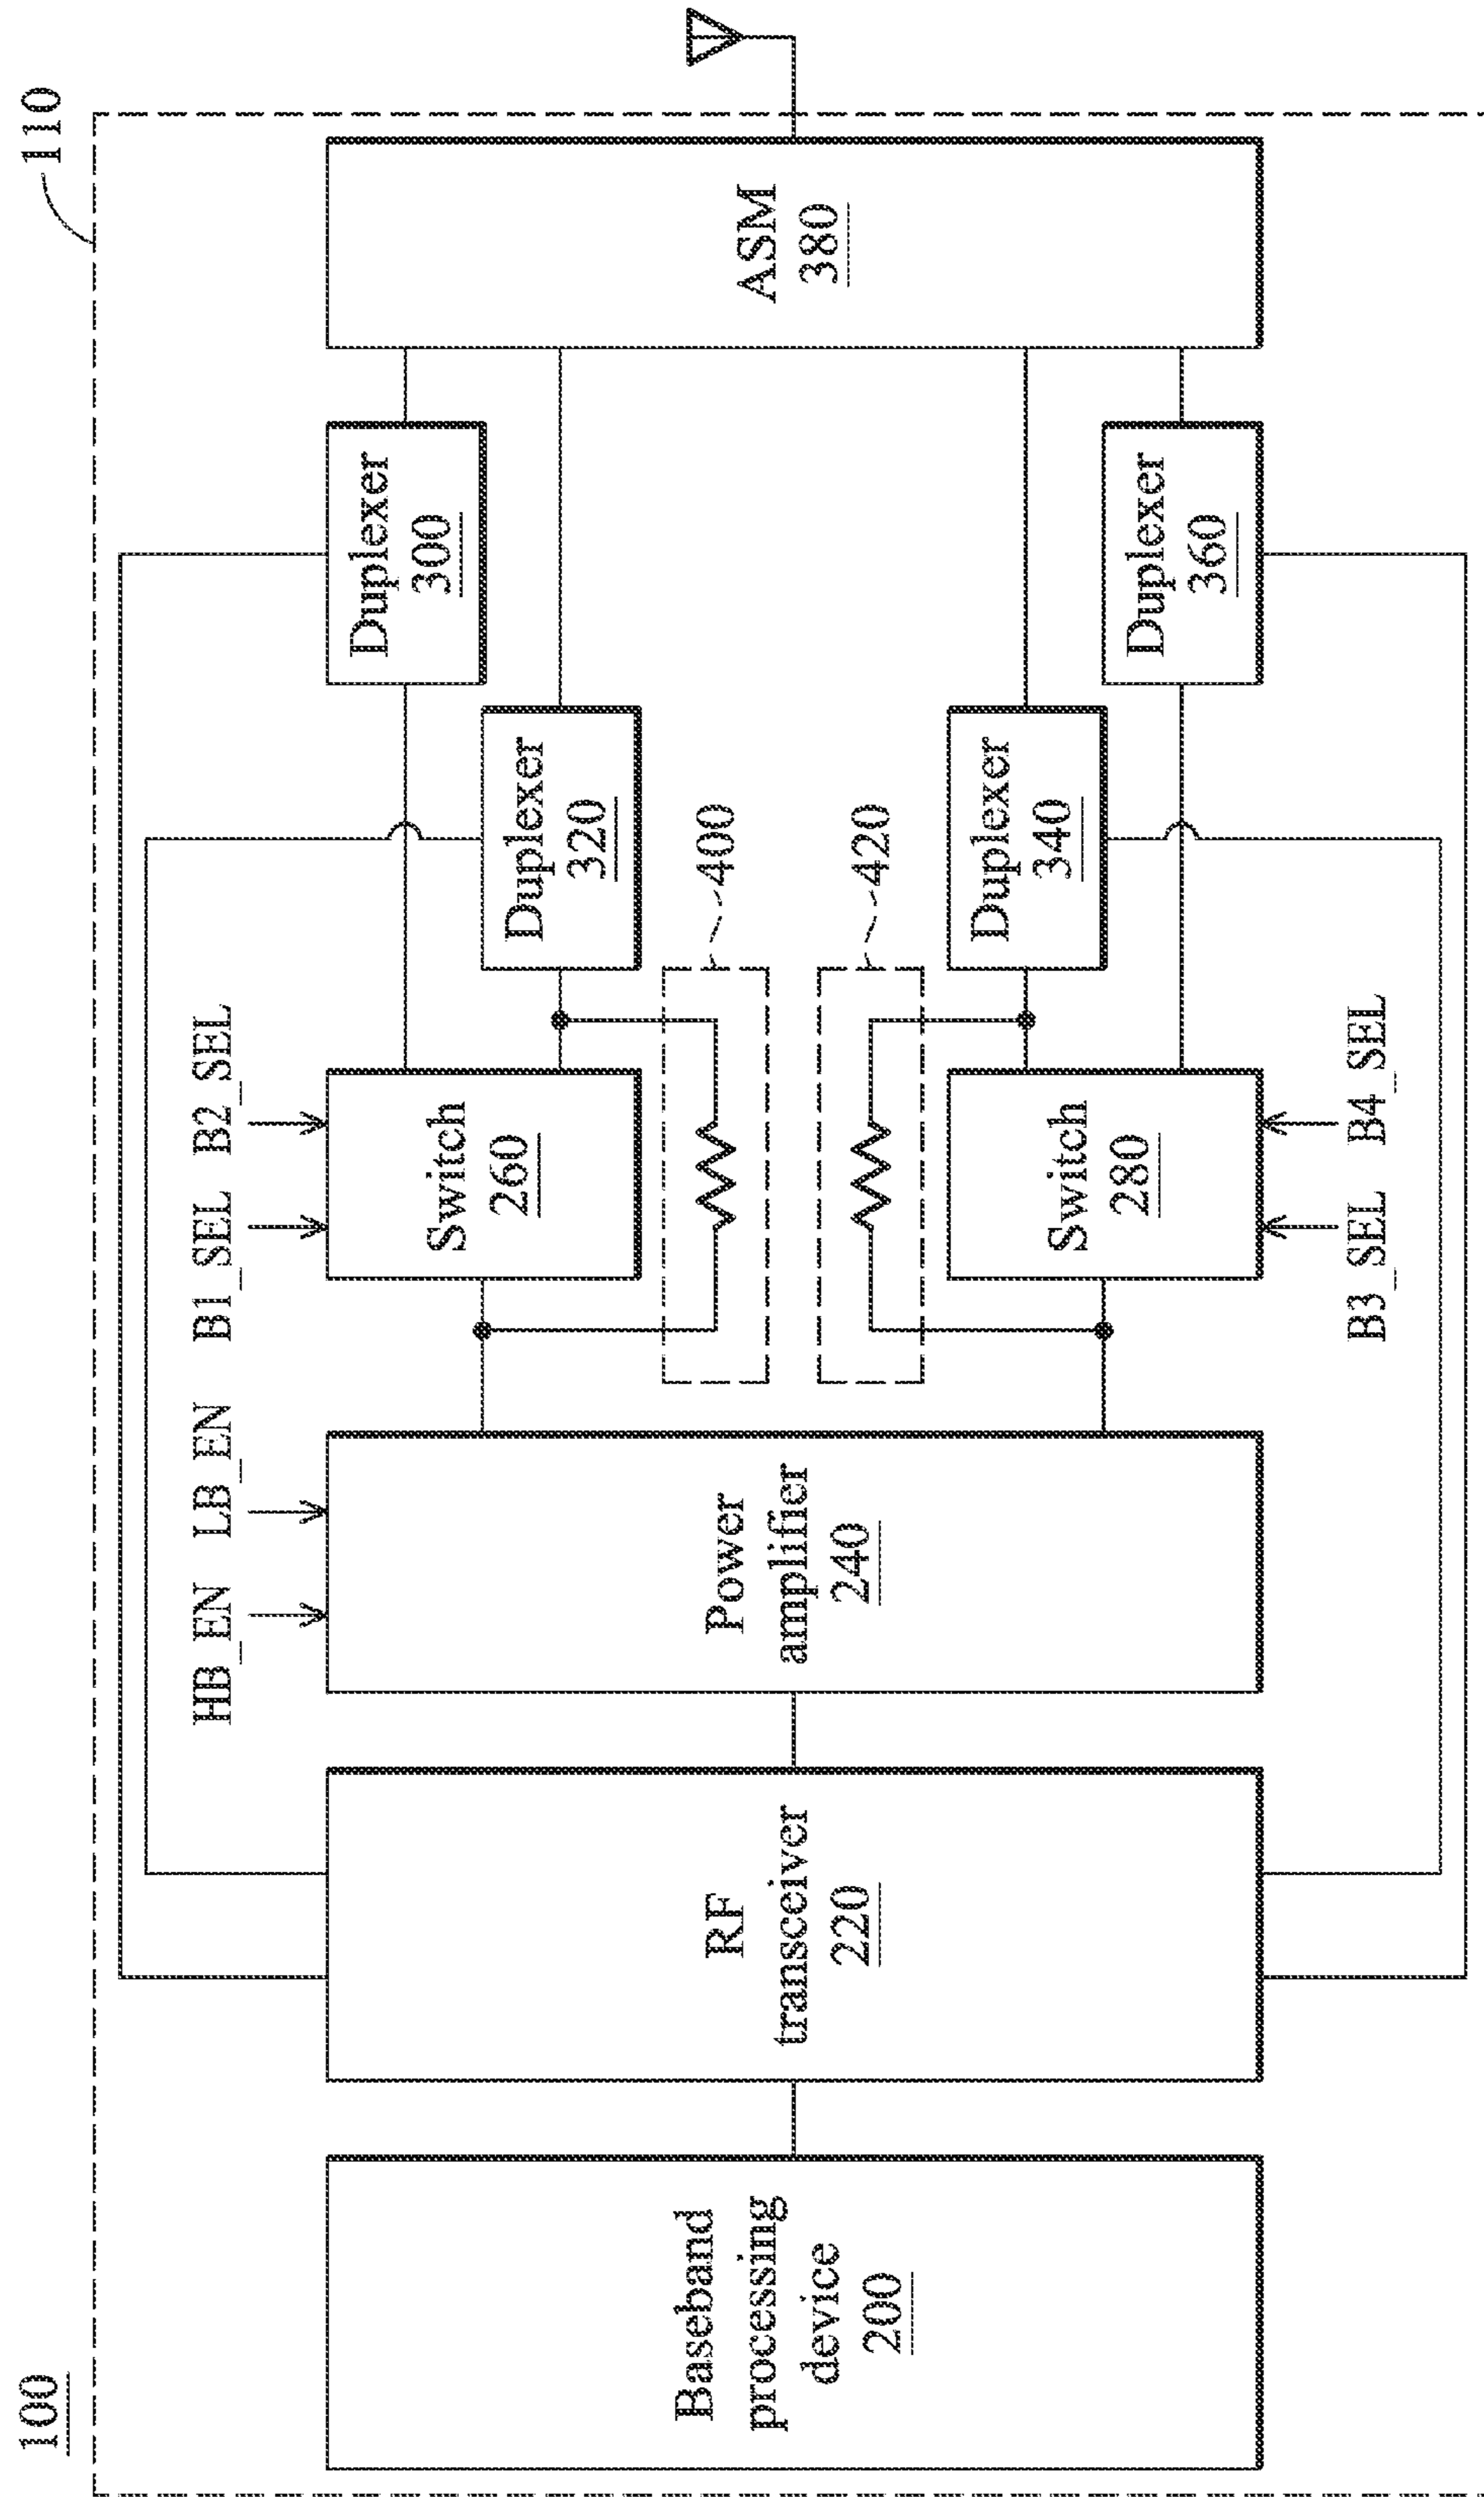 100
110
HB_EN
LB_EN
B1_SEL
B2_SEL
Baseband
processing
device
200
RF
transceiver
220
Power
amplifier
240
Switch
260
Duplexer
300
Duplexer
320
400
420
Switch
280
Duplexer
340
Duplexer
360
ASM
380
B3_SEL
B4_SEL